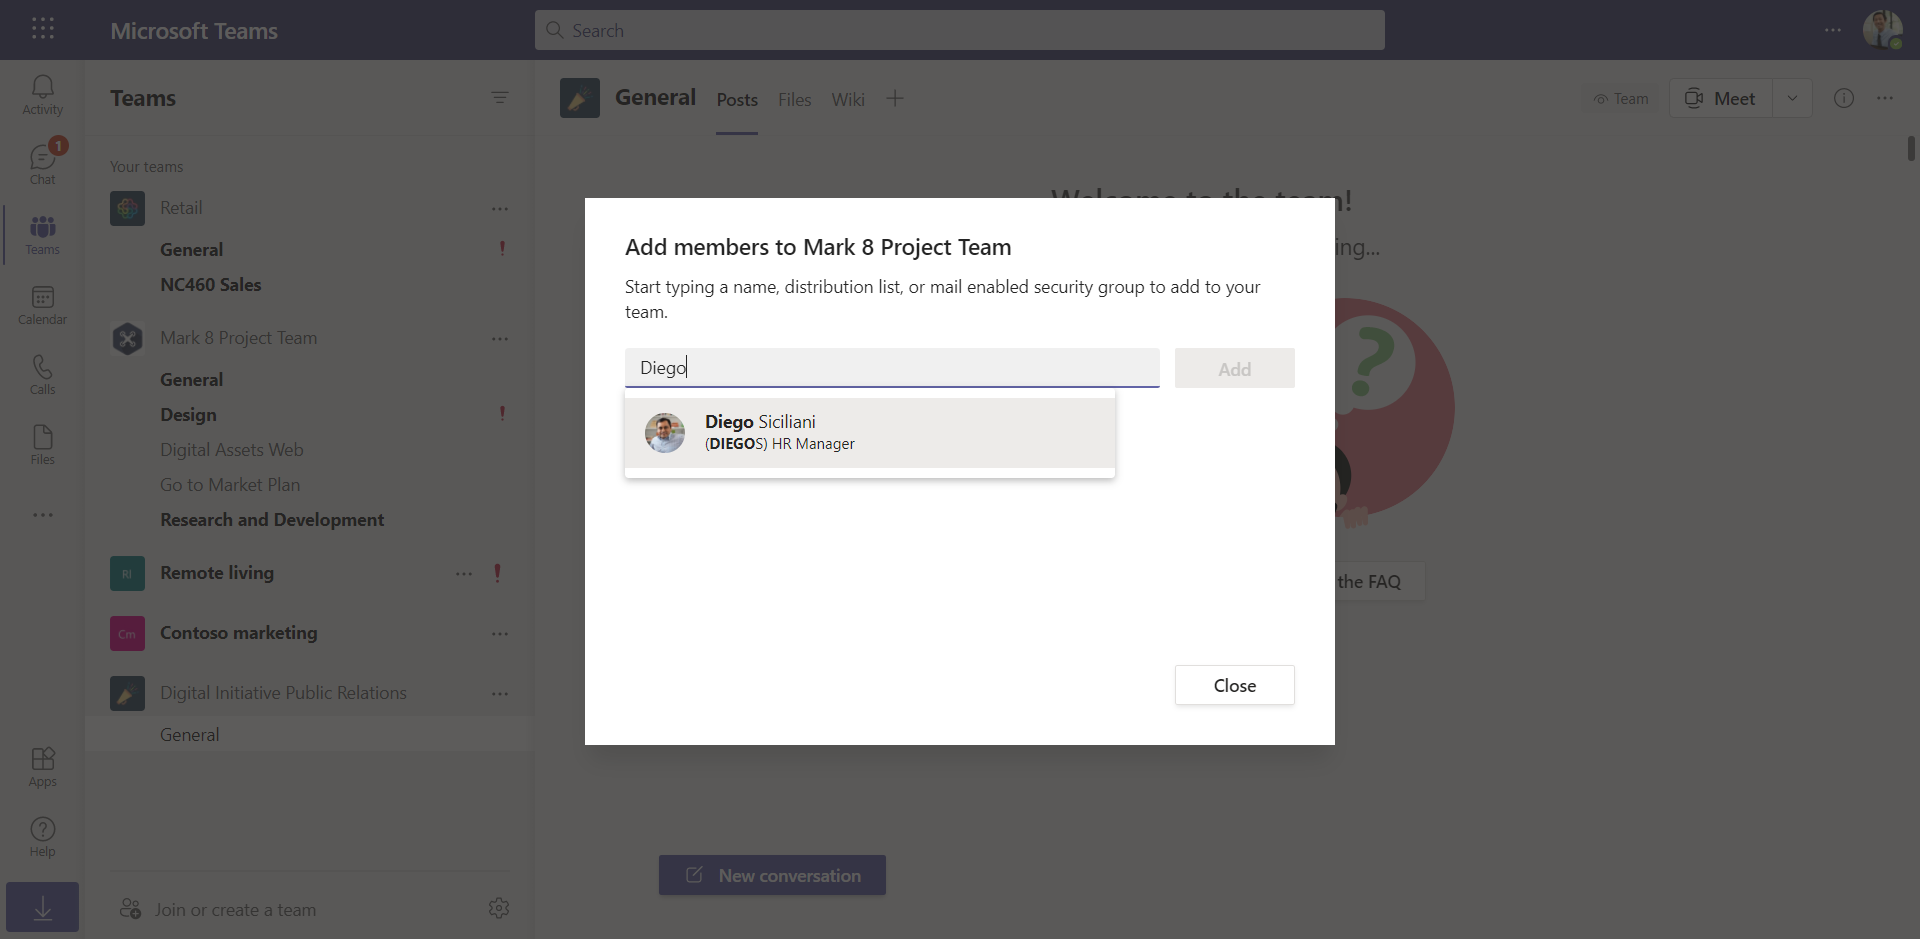 Microsoft Teams
Search
Activity
1
Chat
Teams
Calendar
Calls
Files
Apps
Help
Teams
Your teams
Retail
General
NC460 Sales
Mark 8 Project Team
General
Design
Digital Assets Web
Go to Market Plan
Research and Development
RI
Remote living
Cm
Contoso marketing
Digital Initiative Public Relations
General
Join or create a team
General
Posts
Files
Wiki
Team
Meet
Add members to Mark 8 Project Team
Start typing a name, distribution list, or mail enabled security group to add to your
team.
Diego
Add
Diego Siciliani
(DIEGOS) HR Manager
Close
Welcome to the team!
ing...
the FAQ
New conversation